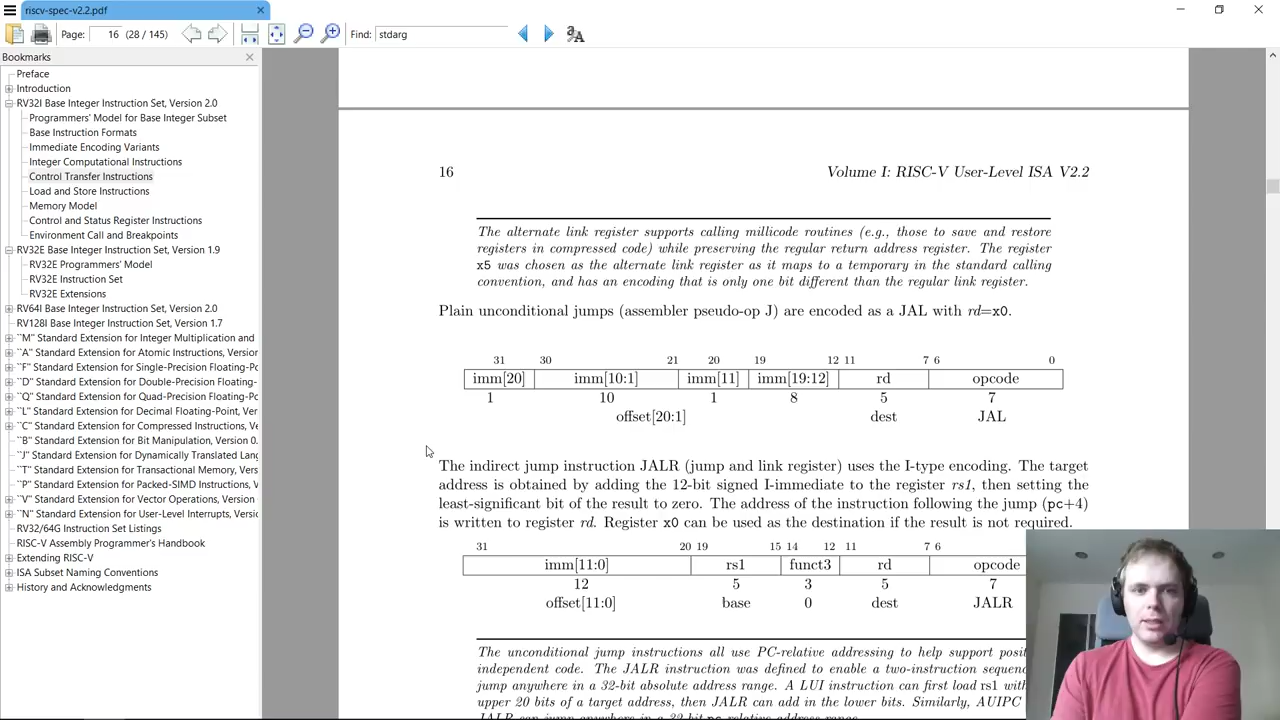 riscv-spec-v2.2.pdf
Page: 16 (28 / 145) Find: stdarg
Bookmarks
Preface
Introduction
RV32I Base Integer Instruction Set, Version 2.0
Programmers' Model for Base Integer Subset
Base Instruction Formats
Immediate Encoding Variants
Integer Computational Instructions
Control Transfer Instructions
Load and Store Instructions
Memory Model
Control and Status Register Instructions
Environment Call and Breakpoints
RV32E Base Integer Instruction Set, Version 1.9
RV32E Programmers' Model
RV32E Instruction Set
RV32E Extensions
RV64I Base Integer Instruction Set, Version 2.0
RV128I Base Integer Instruction Set, Version 1.7
``M'' Standard Extension for Integer Multiplication and
``A'' Standard Extension for Atomic Instructions, Version
``F'' Standard Extension for Single-Precision Floating-Po
``D'' Standard Extension for Double-Precision Floating-
``Q'' Standard Extension for Quad-Precision Floating-Po
``L'' Standard Extension for Decimal Floating-Point, Ver
``C'' Standard Extension for Compressed Instructions, Ve
``B'' Standard Extension for Bit Manipulation, Version 0.
``J'' Standard Extension for Dynamically Translated Lang
``T'' Standard Extension for Transactional Memory, Vers
``P'' Standard Extension for Packed-SIMD Instructions, V
``V'' Standard Extension for Vector Operations, Version
``N'' Standard Extension for User-Level Interrupts, Versio
RV32/64G Instruction Set Listings
RISC-V Assembly Programmer's Handbook
Extending RISC-V
ISA Subset Naming Conventions
History and Acknowledgments
16 Volume I: RISC-V User-Level ISA V2.2
The alternate link register supports calling millicode routines (e.g., those to save and restore
registers in compressed code) while preserving the regular return address register. The register
x5 was chosen as the alternate link register as it maps to a temporary in the standard calling
convention, and has an encoding that is only one bit different than the regular link register.
Plain unconditional jumps (assembler pseudo-op J) are encoded as a JAL with rd=x0.
31 30 21 20 19 12 11 7 6 0
imm[20] imm[10:1] imm[11] imm[19:12] rd opcode
1 10 1 8 5 7
offset[20:1] dest JAL
The indirect jump instruction JALR (jump and link register) uses the I-type encoding. The target
address is obtained by adding the 12-bit signed I-immediate to the register rs1, then setting the
least-significant bit of the result to zero. The address of the instruction following the jump (pc+4)
is written to register rd. Register x0 can be used as the destination if the result is not required.
31 20 19 15 14 12 11 7 6
imm[11:0] rs1 funct3 rd opcode
12 5 3 5 7
offset[11:0] base 0 dest JALR
The unconditional jump instructions all use PC-relative addressing to help support posit
independent code. The JALR instruction was defined to enable a two-instruction sequen
jump anywhere in a 32-bit absolute address range. A LUI instruction can first load rs1 with
upper 20 bits of a target address, then JALR can add in the lower bits. Similarly, AUIPC
JALR can jump anywhere in a 32-bit pc-relative address range.